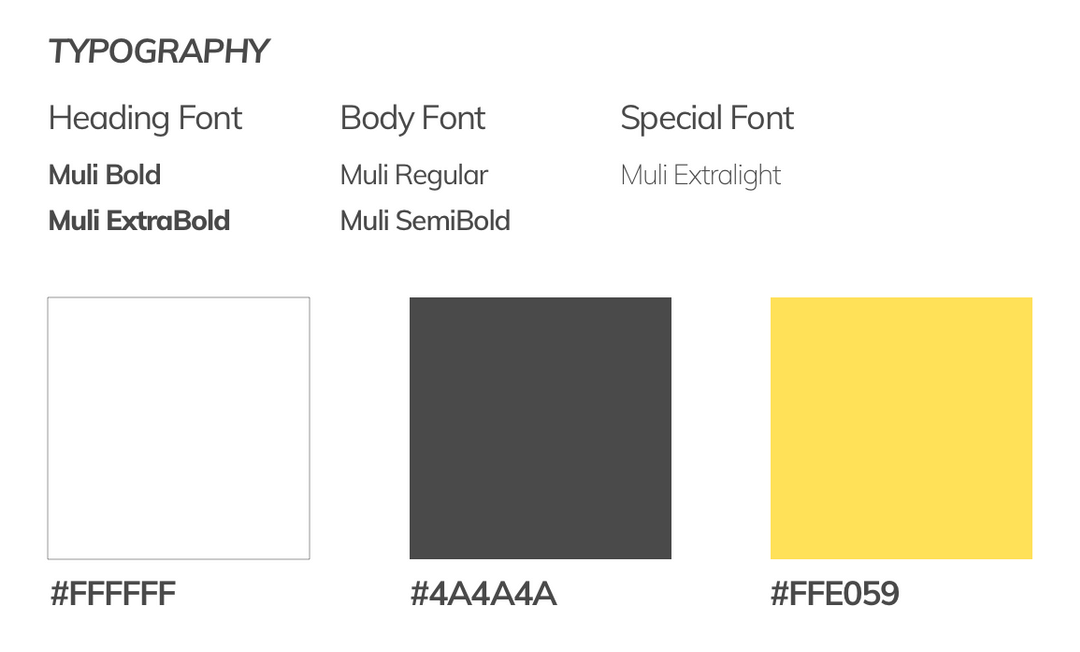 TYPOGRAPHY
Heading Font
Body Font
Special Font
Muli Bold
Muli Regular
Muli Extralight
Muli ExtraBold
Muli SemiBold
#FFFFFF
#4A4A4A
#FFE059